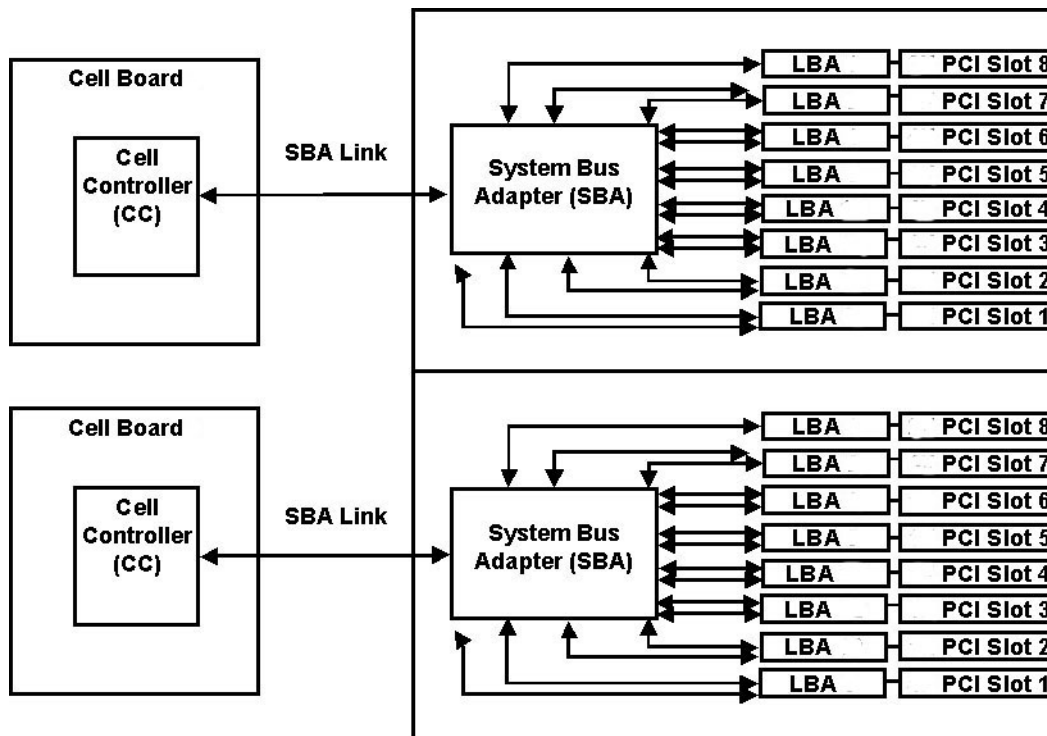 Cell Board
Cell
Controller
(CC)
SBA Link
System Bus
Adapter (SBA)
LBA PCI Slot 8
LBA PCI Slot 7
LBA PCI Slot 6
LBA PCI Slot 5
LBA PCI Slot 4
LBA PCI Slot 3
LBA PCI Slot 2
LBA PCI Slot 1
Cell Board
Cell
Controller
(CC)
SBA Link
System Bus
Adapter (SBA)
LBA PCI Slot 8
LBA PCI Slot 7
LBA PCI Slot 6
LBA PCI Slot 5
LBA PCI Slot 4
LBA PCI Slot 3
LBA PCI Slot 2
LBA PCI Slot 1